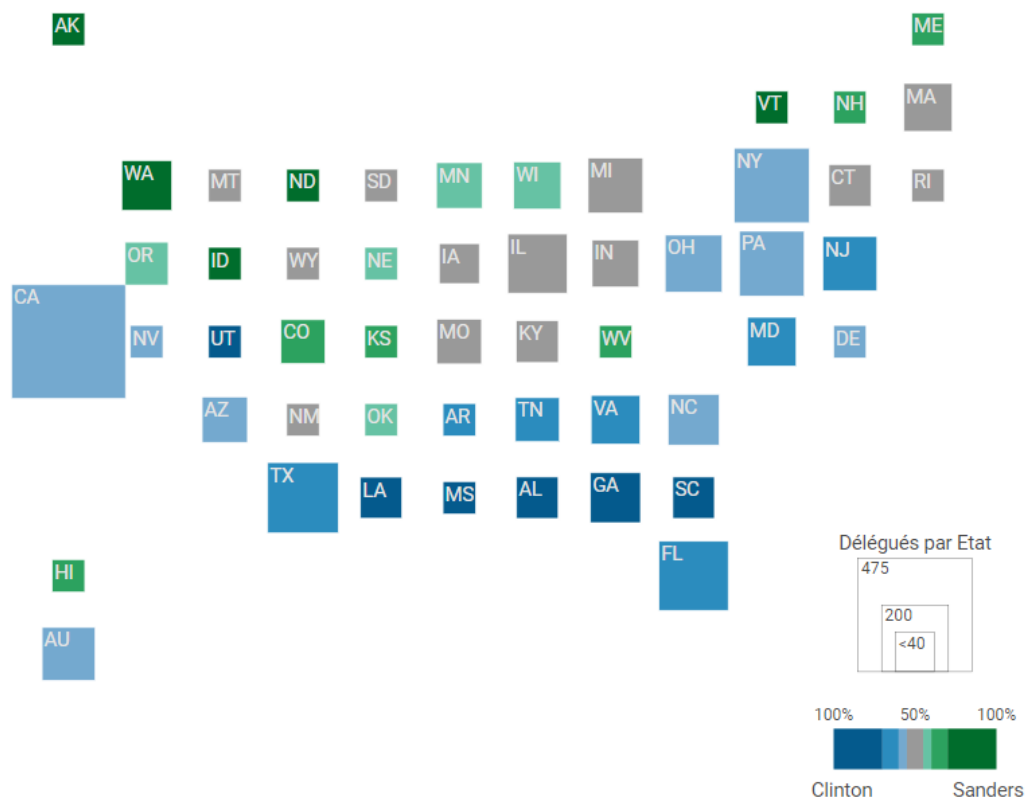 AK
ME
VT
NH
MA
WA
MT
ND
SD
MN
WI
MI
NY
CT
RI
OR
ID
WY
NE
IA
IL
IN
OH
PA
NJ
CA
NV
UT
CO
KS
MO
KY
WV
MD
DE
AZ
NM
OK
AR
TN
VA
NC
TX
LA
MS
AL
GA
SC
FL
HI
AU
Délégués par Etat
475
200
<40
100% 50% 100%
Clinton Sanders